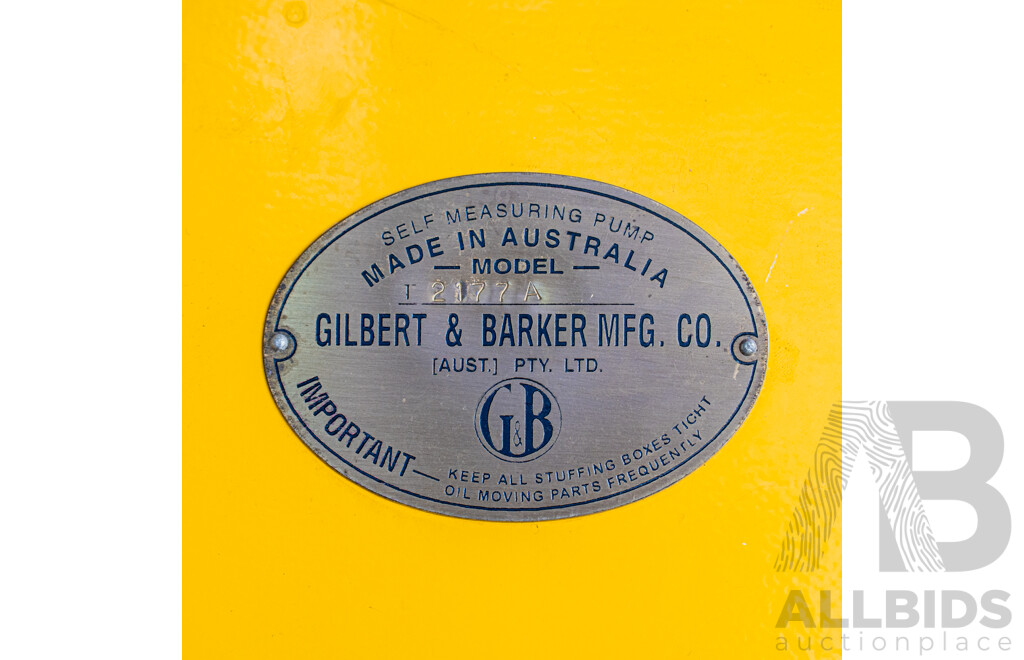 SELF MEASURING PUMP
MADE IN AUSTRALIA
— MODEL —
T 2177 A
GILBERT & BARKER MFG. CO.
[AUST.] PTY. LTD.
G&B
IMPORTANT—
KEEP ALL STUFFING BOXES TIGHT
OIL MOVING PARTS FREQUENTLY
AB
ALLBIDS
auctionplace